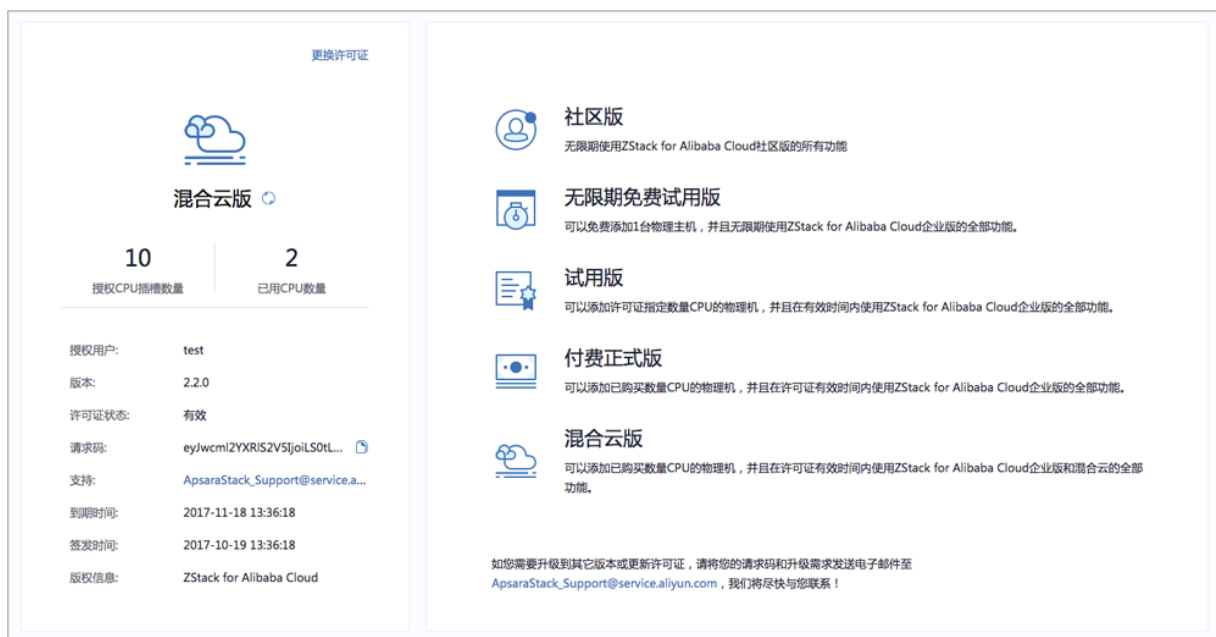 更换许可证
混合云版
10
2
授权CPU插槽数量
已用CPU数量
授权用户: test
版本: 2.2.0
许可证状态: 有效
请求码: eyJwcml2YXRlS2V5IjoiLS0tL...
支持: ApsaraStack_Support@service.a...
到期时间: 2017-11-18 13:36:18
签发时间: 2017-10-19 13:36:18
版权信息: ZStack for Alibaba Cloud
社区版
无限期使用ZStack for Alibaba Cloud社区版的所有功能
无限期免费试用版
可以免费添加1台物理主机，并且无限期使用ZStack for Alibaba Cloud企业版的全部功能。
试用版
可以添加许可证指定数量CPU的物理机，并且在有效时间内使用ZStack for Alibaba Cloud企业版的全部功能。
付费正式版
可以添加已购买数量CPU的物理机，并且在许可证有效时间内使用ZStack for Alibaba Cloud企业版的全部功能。
混合云版
可以添加已购买数量CPU的物理机，并且在许可证有效时间内使用ZStack for Alibaba Cloud企业版和混合云的全部
功能。
如您需要升级到其它版本或更新许可证，请将您的请求码和升级需求发送电子邮件至
ApsaraStack_Support@service.aliyun.com，我们将尽快与您联系！